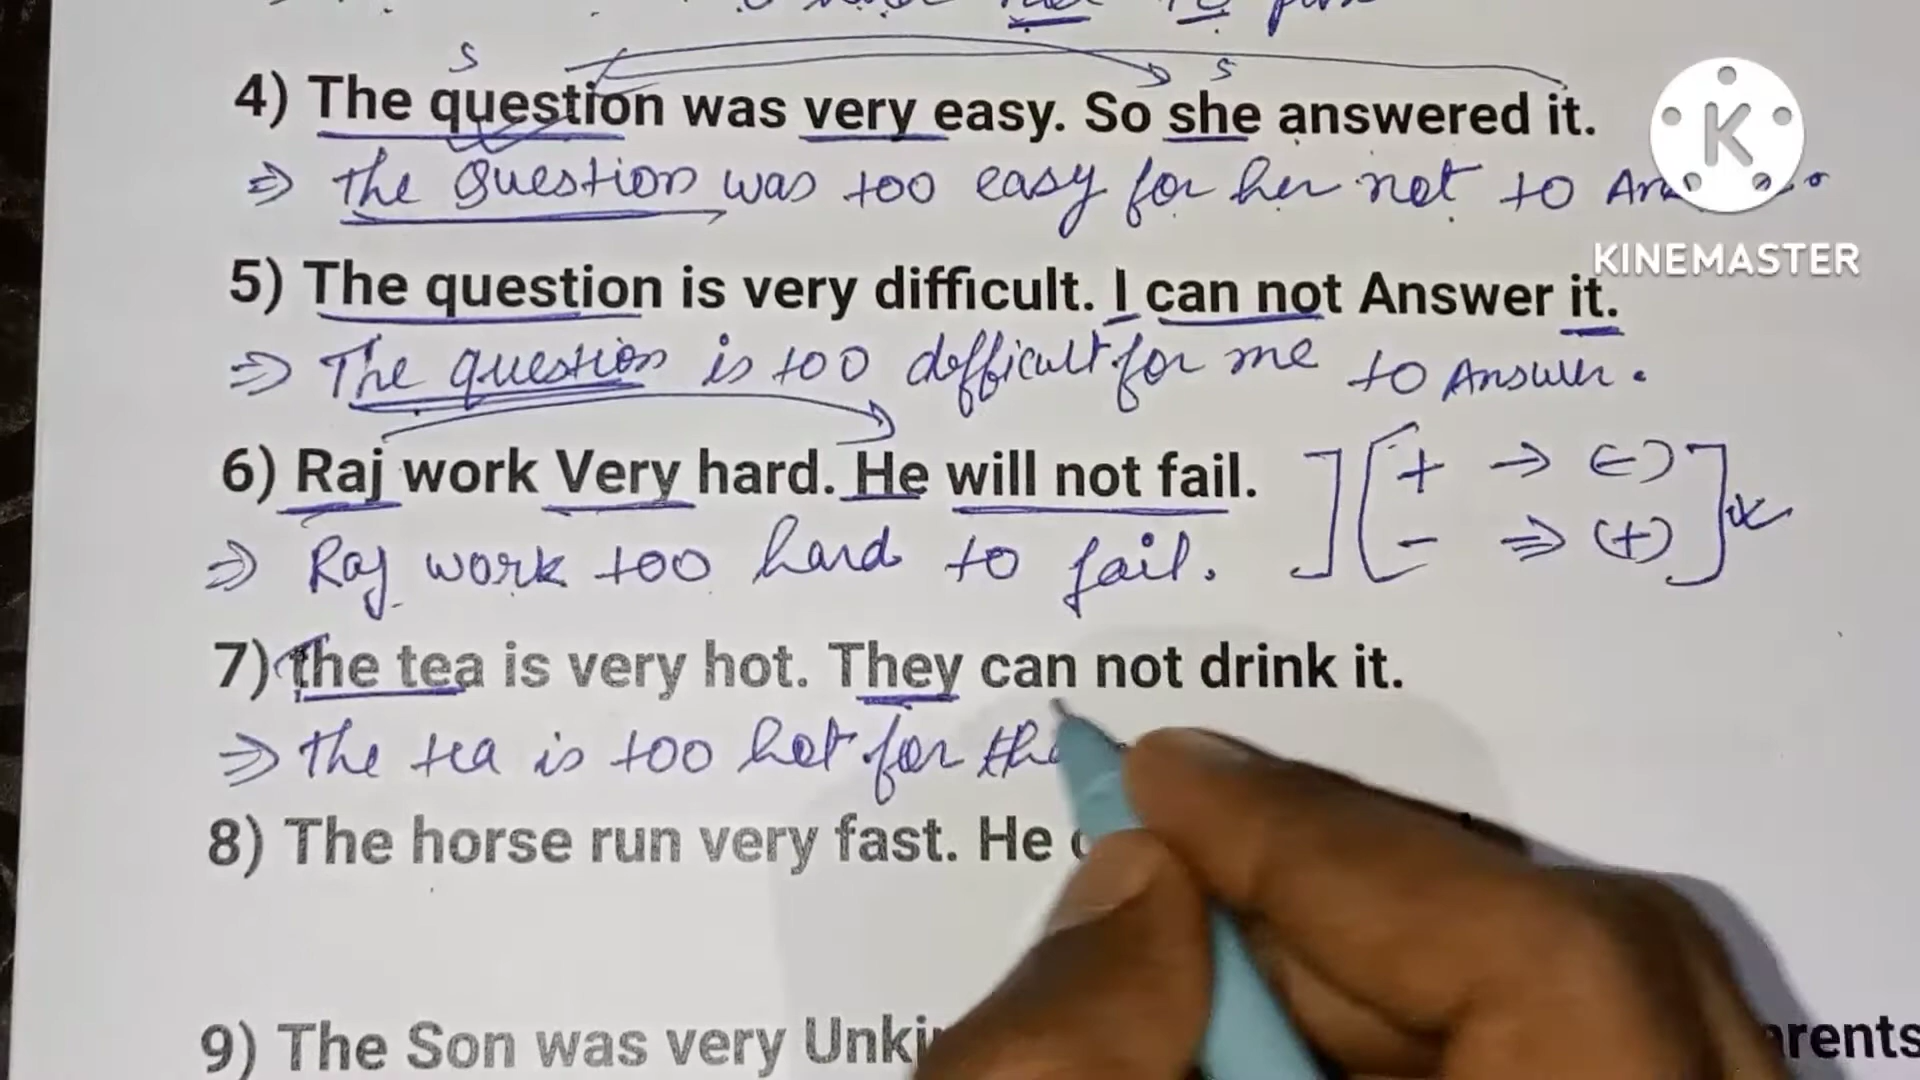 4) The question was very easy. So she answered it.
⇒ the question was too easy for her not to
KINEMASTER
5) The question is very difficult. I can not Answer it.
⇒ The question is too difficult for me to Answer.
6) Raj work Very hard. He will not fail.
⇒ Raj work too hard to fail.
7) the tea is very hot. They can not drink it.
⇒ the tea is too hot for
8) The horse run very fast. He
9) The Son was very